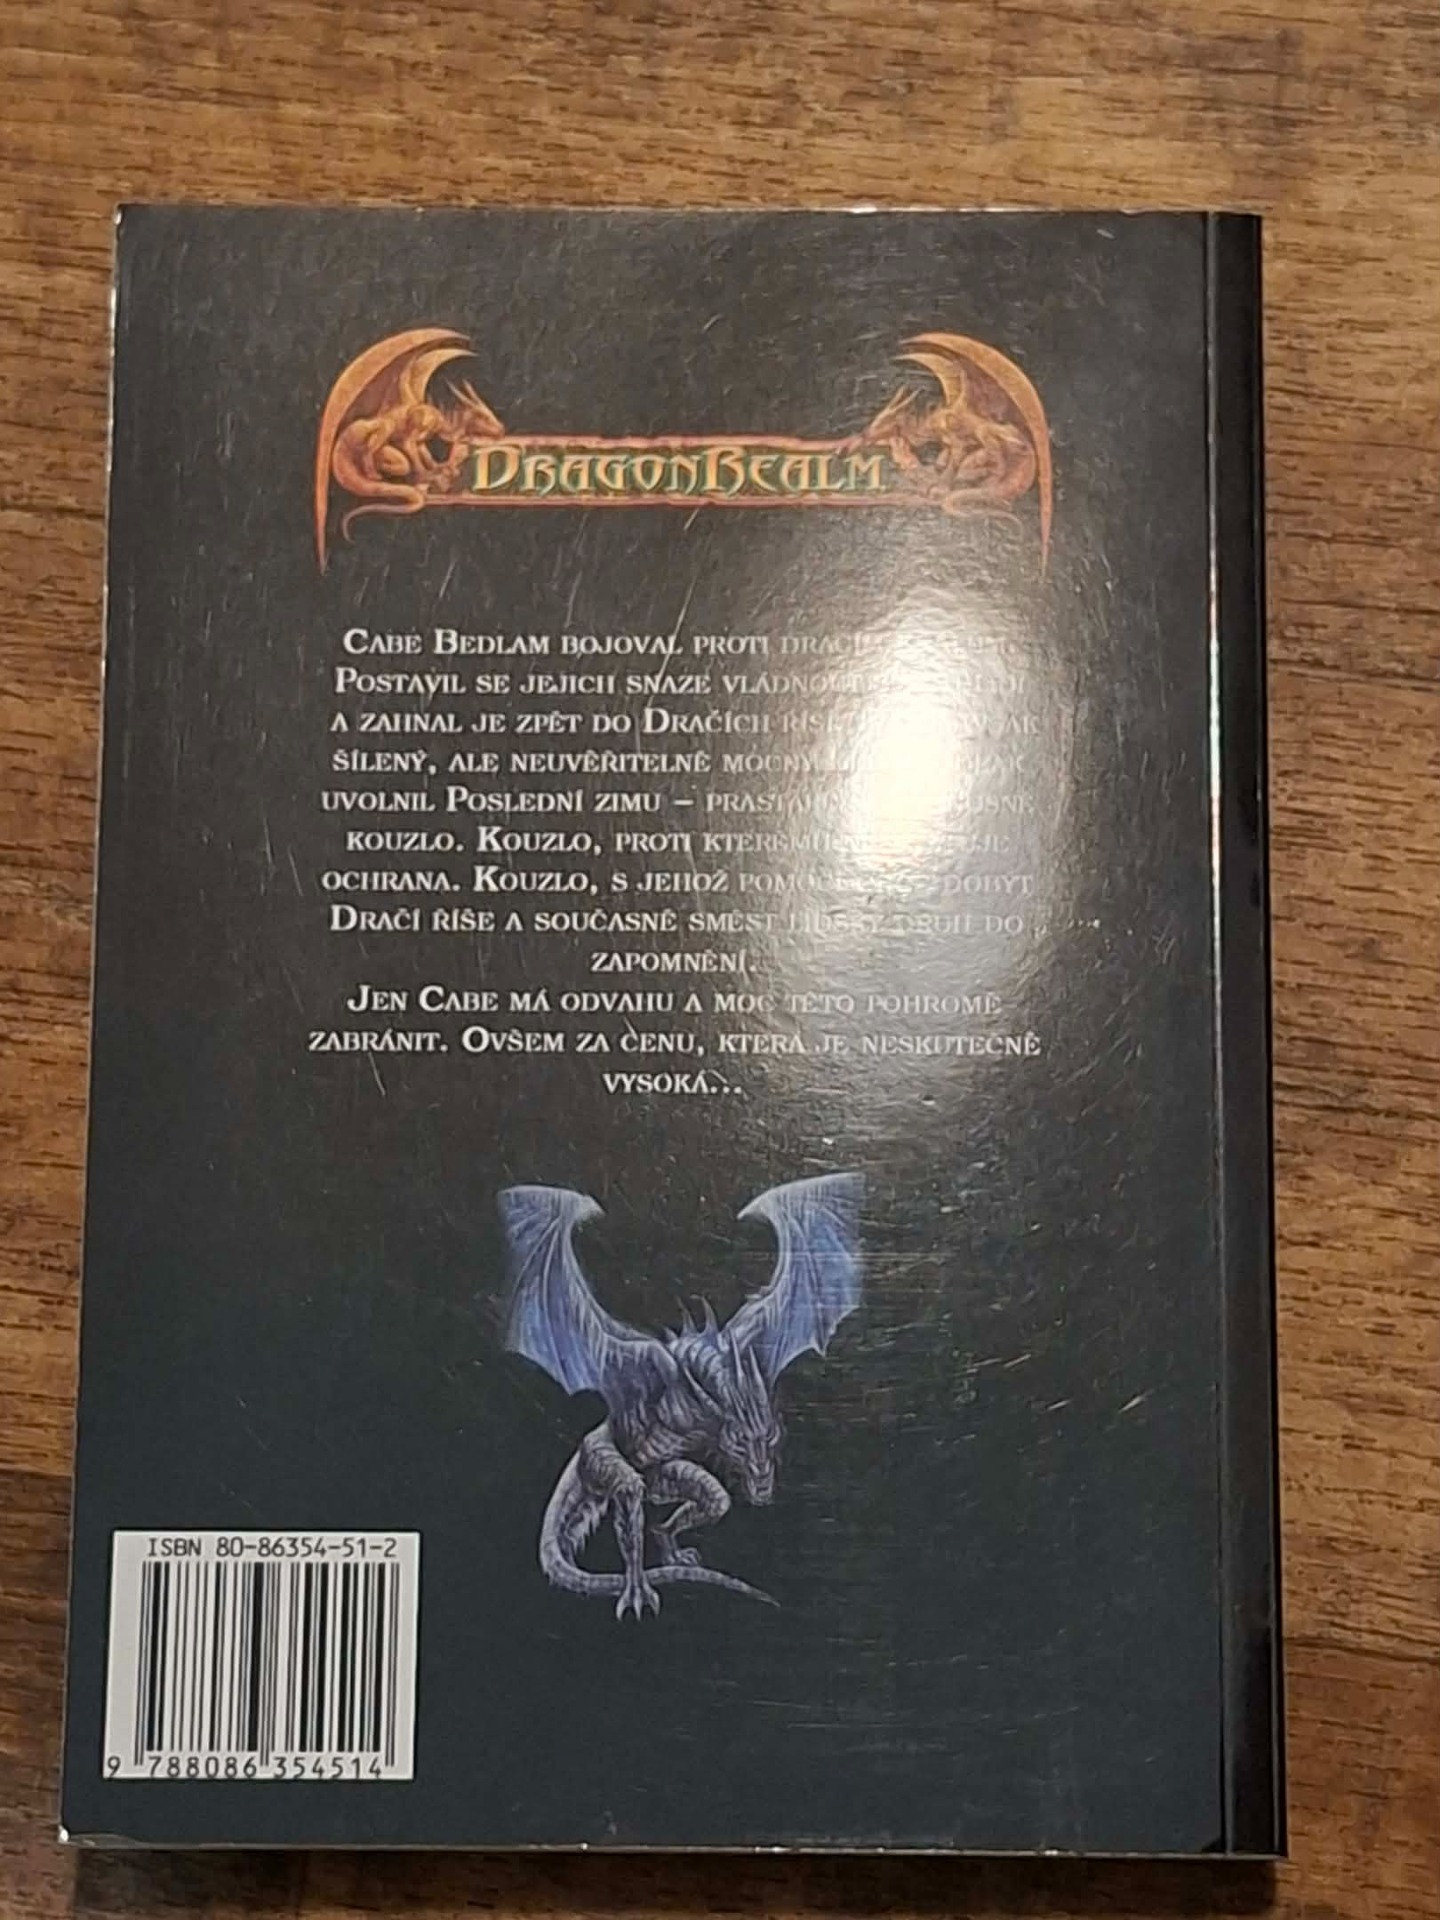 DragonRealm
Cabe Bedlam bojoval proti
Postavil se jejich snaze vládnout
a zahnal je zpět do Dračích
šílený, ale neuvěřitelně mocný
uvolnil Poslední zimu –
kouzlo. Kouzlo, proti kterému
ochrana. Kouzlo, s jehož dobýt
Dračí říše a současně smést lidský druh do
zapomnění.
Jen Cabe má odvahu a moc této pohromě
zabránit. Ovšem za cenu, která je neskutečně
vysoká...
ISBN 80-86354-51-2
9 788086 354514